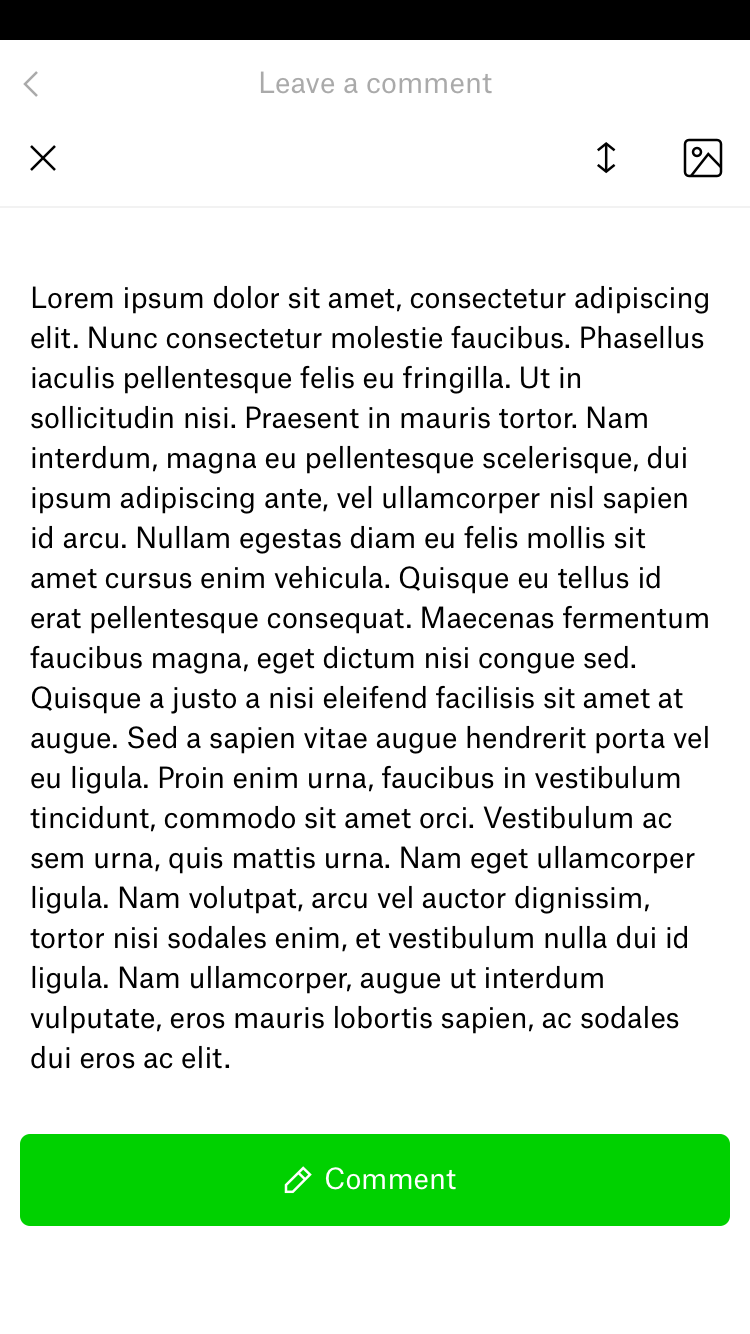 Leave a comment
Lorem ipsum dolor sit amet, consectetur adipiscing
elit. Nunc consectetur molestie faucibus. Phasellus
iaculis pellentesque felis eu fringilla. Ut in
sollicitudin nisi. Praesent in mauris tortor. Nam
interdum, magna eu pellentesque scelerisque, dui
ipsum adipiscing ante, vel ullamcorper nisl sapien
id arcu. Nullam egestas diam eu felis mollis sit
amet cursus enim vehicula. Quisque eu tellus id
erat pellentesque consequat. Maecenas fermentum
faucibus magna, eget dictum nisi congue sed.
Quisque a justo a nisi eleifend facilisis sit amet at
augue. Sed a sapien vitae augue hendrerit porta vel
eu ligula. Proin enim urna, faucibus in vestibulum
tincidunt, commodo sit amet orci. Vestibulum ac
sem urna, quis mattis urna. Nam eget ullamcorper
ligula. Nam volutpat, arcu vel auctor dignissim,
tortor nisi sodales enim, et vestibulum nulla dui id
ligula. Nam ullamcorper, augue ut interdum
vulputate, eros mauris lobortis sapien, ac sodales
dui eros ac elit.
Comment